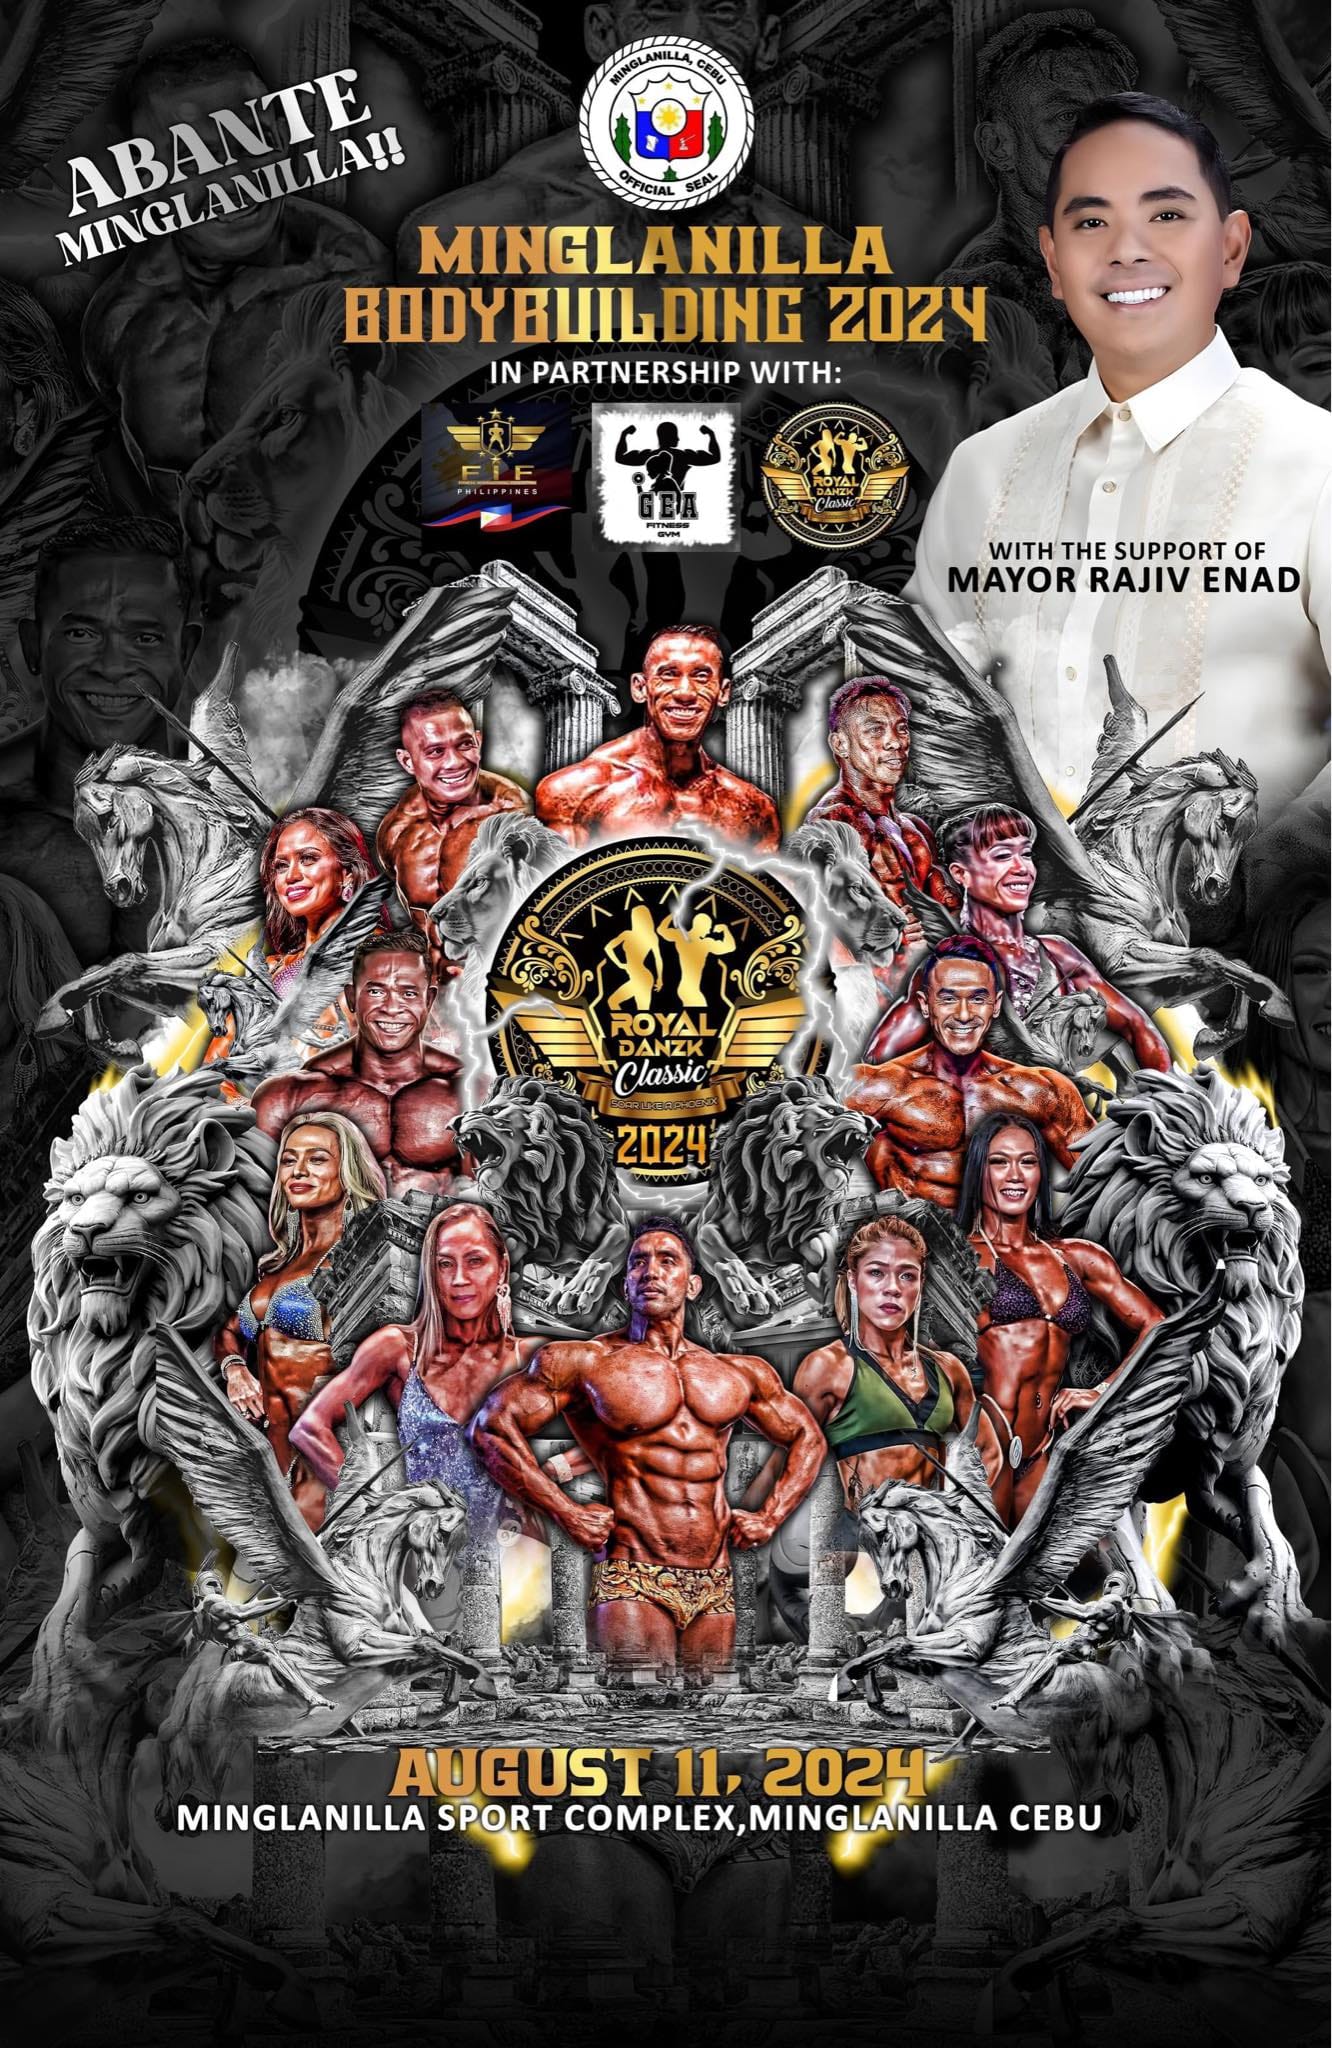 ABANTE
MINGLANILLA!!
MINGLANILLA, CEBU
OFFICIAL SEAL
MINGLANILLA
BODYBUILDING 2024
IN PARTNERSHIP WITH:
FIF
PHILIPPINES
GEA
FITNESS
GYM
ROYAL
DANZK
Classic
WITH THE SUPPORT OF
MAYOR RAJIV ENAD
ROYAL
DANZK
Classic
SOAR LIKE A PHOENIX
2024
AUGUST 11, 2024
MINGLANILLA SPORT COMPLEX,MINGLANILLA CEBU